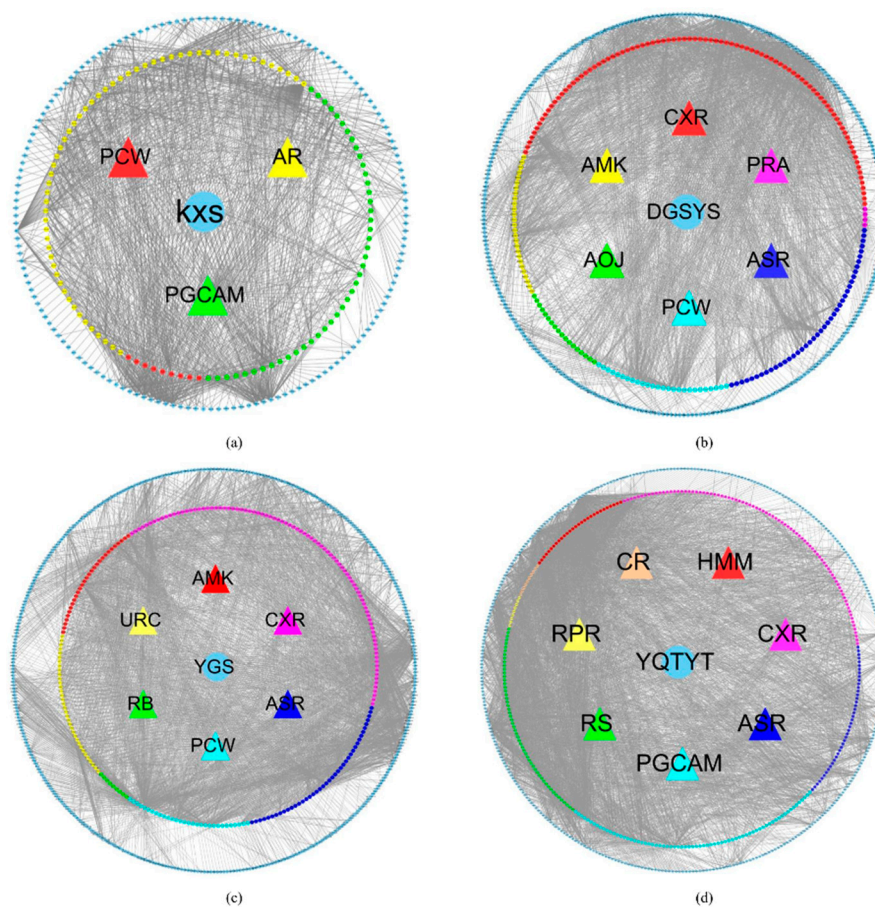 PCW
AR
kxs
PGCAM
(a)
CXR
AMK
PRA
DGSYS
AOJ
ASR
PCW
(b)
AMK
URC
CXR
YGS
RB
ASR
PCW
(c)
CR
HMM
RPR
CXR
YQTYT
RS
ASR
PGCAM
(d)